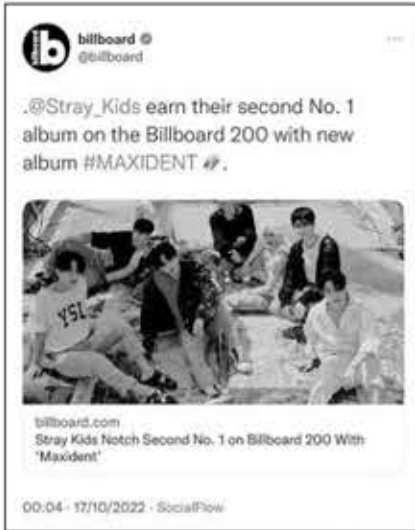 billboard
@billboard
.@Stray_Kids earn their second No. 1
album on the Billboard 200 with new
album #MAXIDENT.
YSL
billboard.com
Stray Kids Notch Second No. 1 on Billboard 200 With
'Maxident'
00:04 · 17/10/2022 · SocialFlow